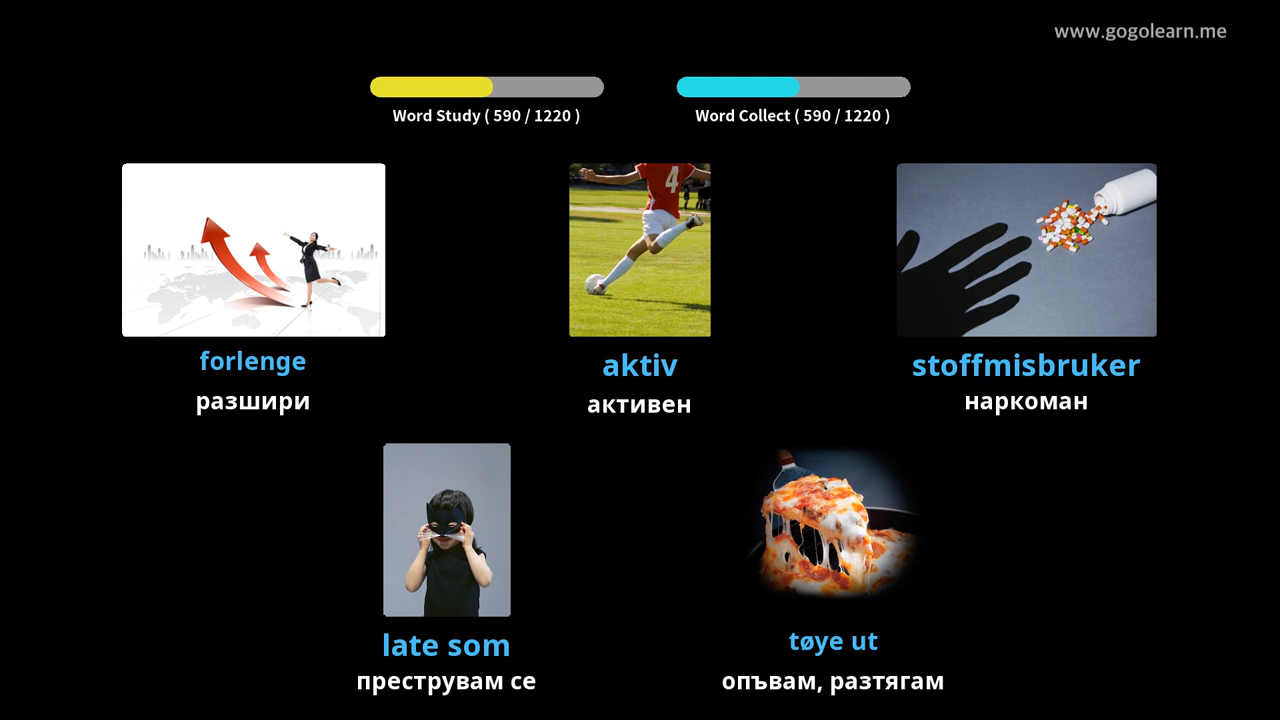 www.gogolearn.me
Word Study ( 590 / 1220 )
Word Collect ( 590 / 1220 )
4
forlenge
разшири
aktiv
активен
stoffmisbruker
наркоман
late som
преструвам се
tøye ut
опъвам, разтягам